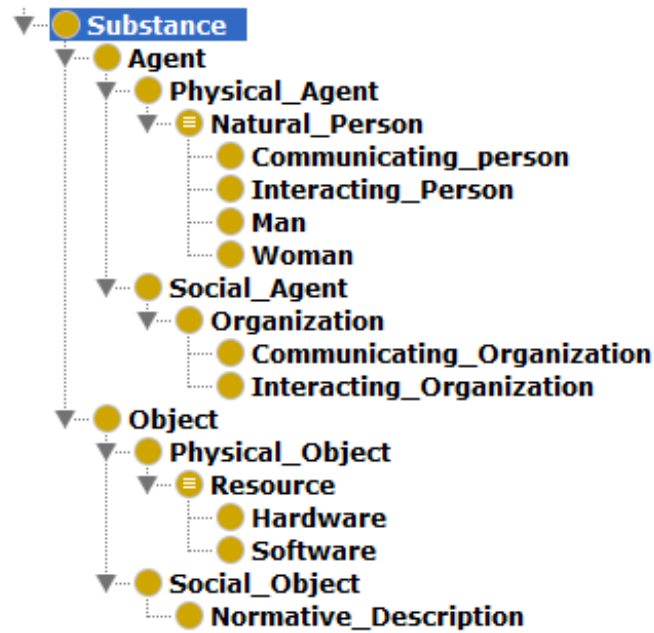 Substance
Agent
Physical_Agent
Natural_Person
Communicating_person
Interacting_Person
Man
Woman
Social_Agent
Organization
Communicating_Organization
Interacting_Organization
Object
Physical_Object
Resource
Hardware
Software
Social_Object
Normative_Description